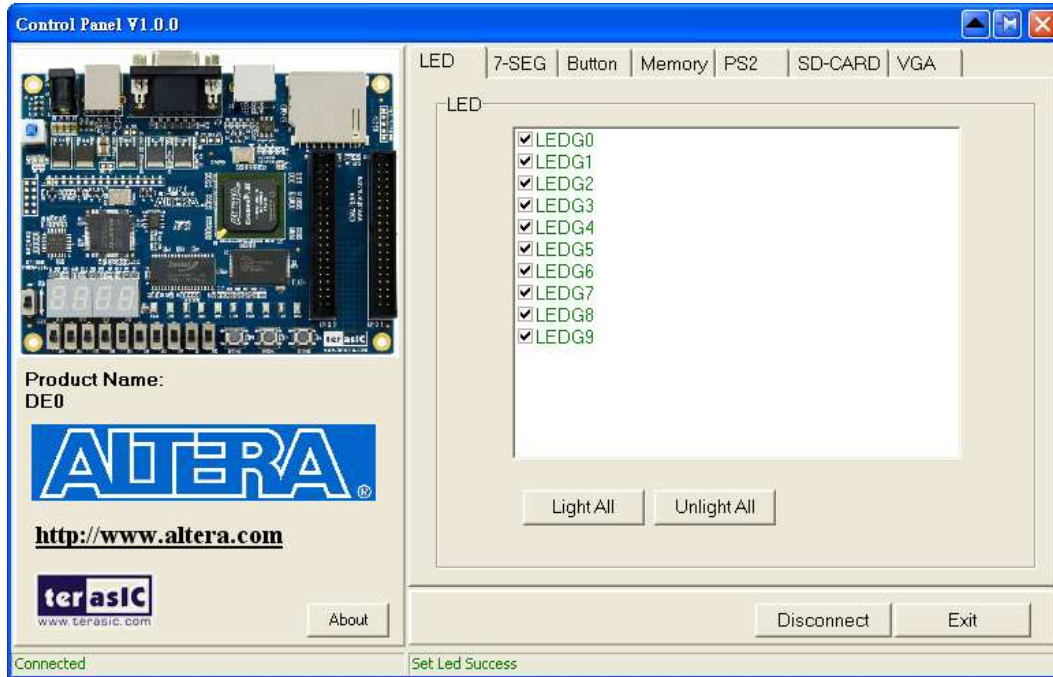 Control Panel V1.0.0
LED
7-SEG
Button
Memory
PS2
SD-CARD
VGA
LED
LEDG0
LEDG1
LEDG2
LEDG3
LEDG4
LEDG5
LEDG6
LEDG7
LEDG8
LEDG9
Light All
Unlight All
Product Name:
DE0
ALTERA
®
http://www.altera.com
terasIC
www.terasic.com
About
Disconnect
Exit
Connected
Set Led Success